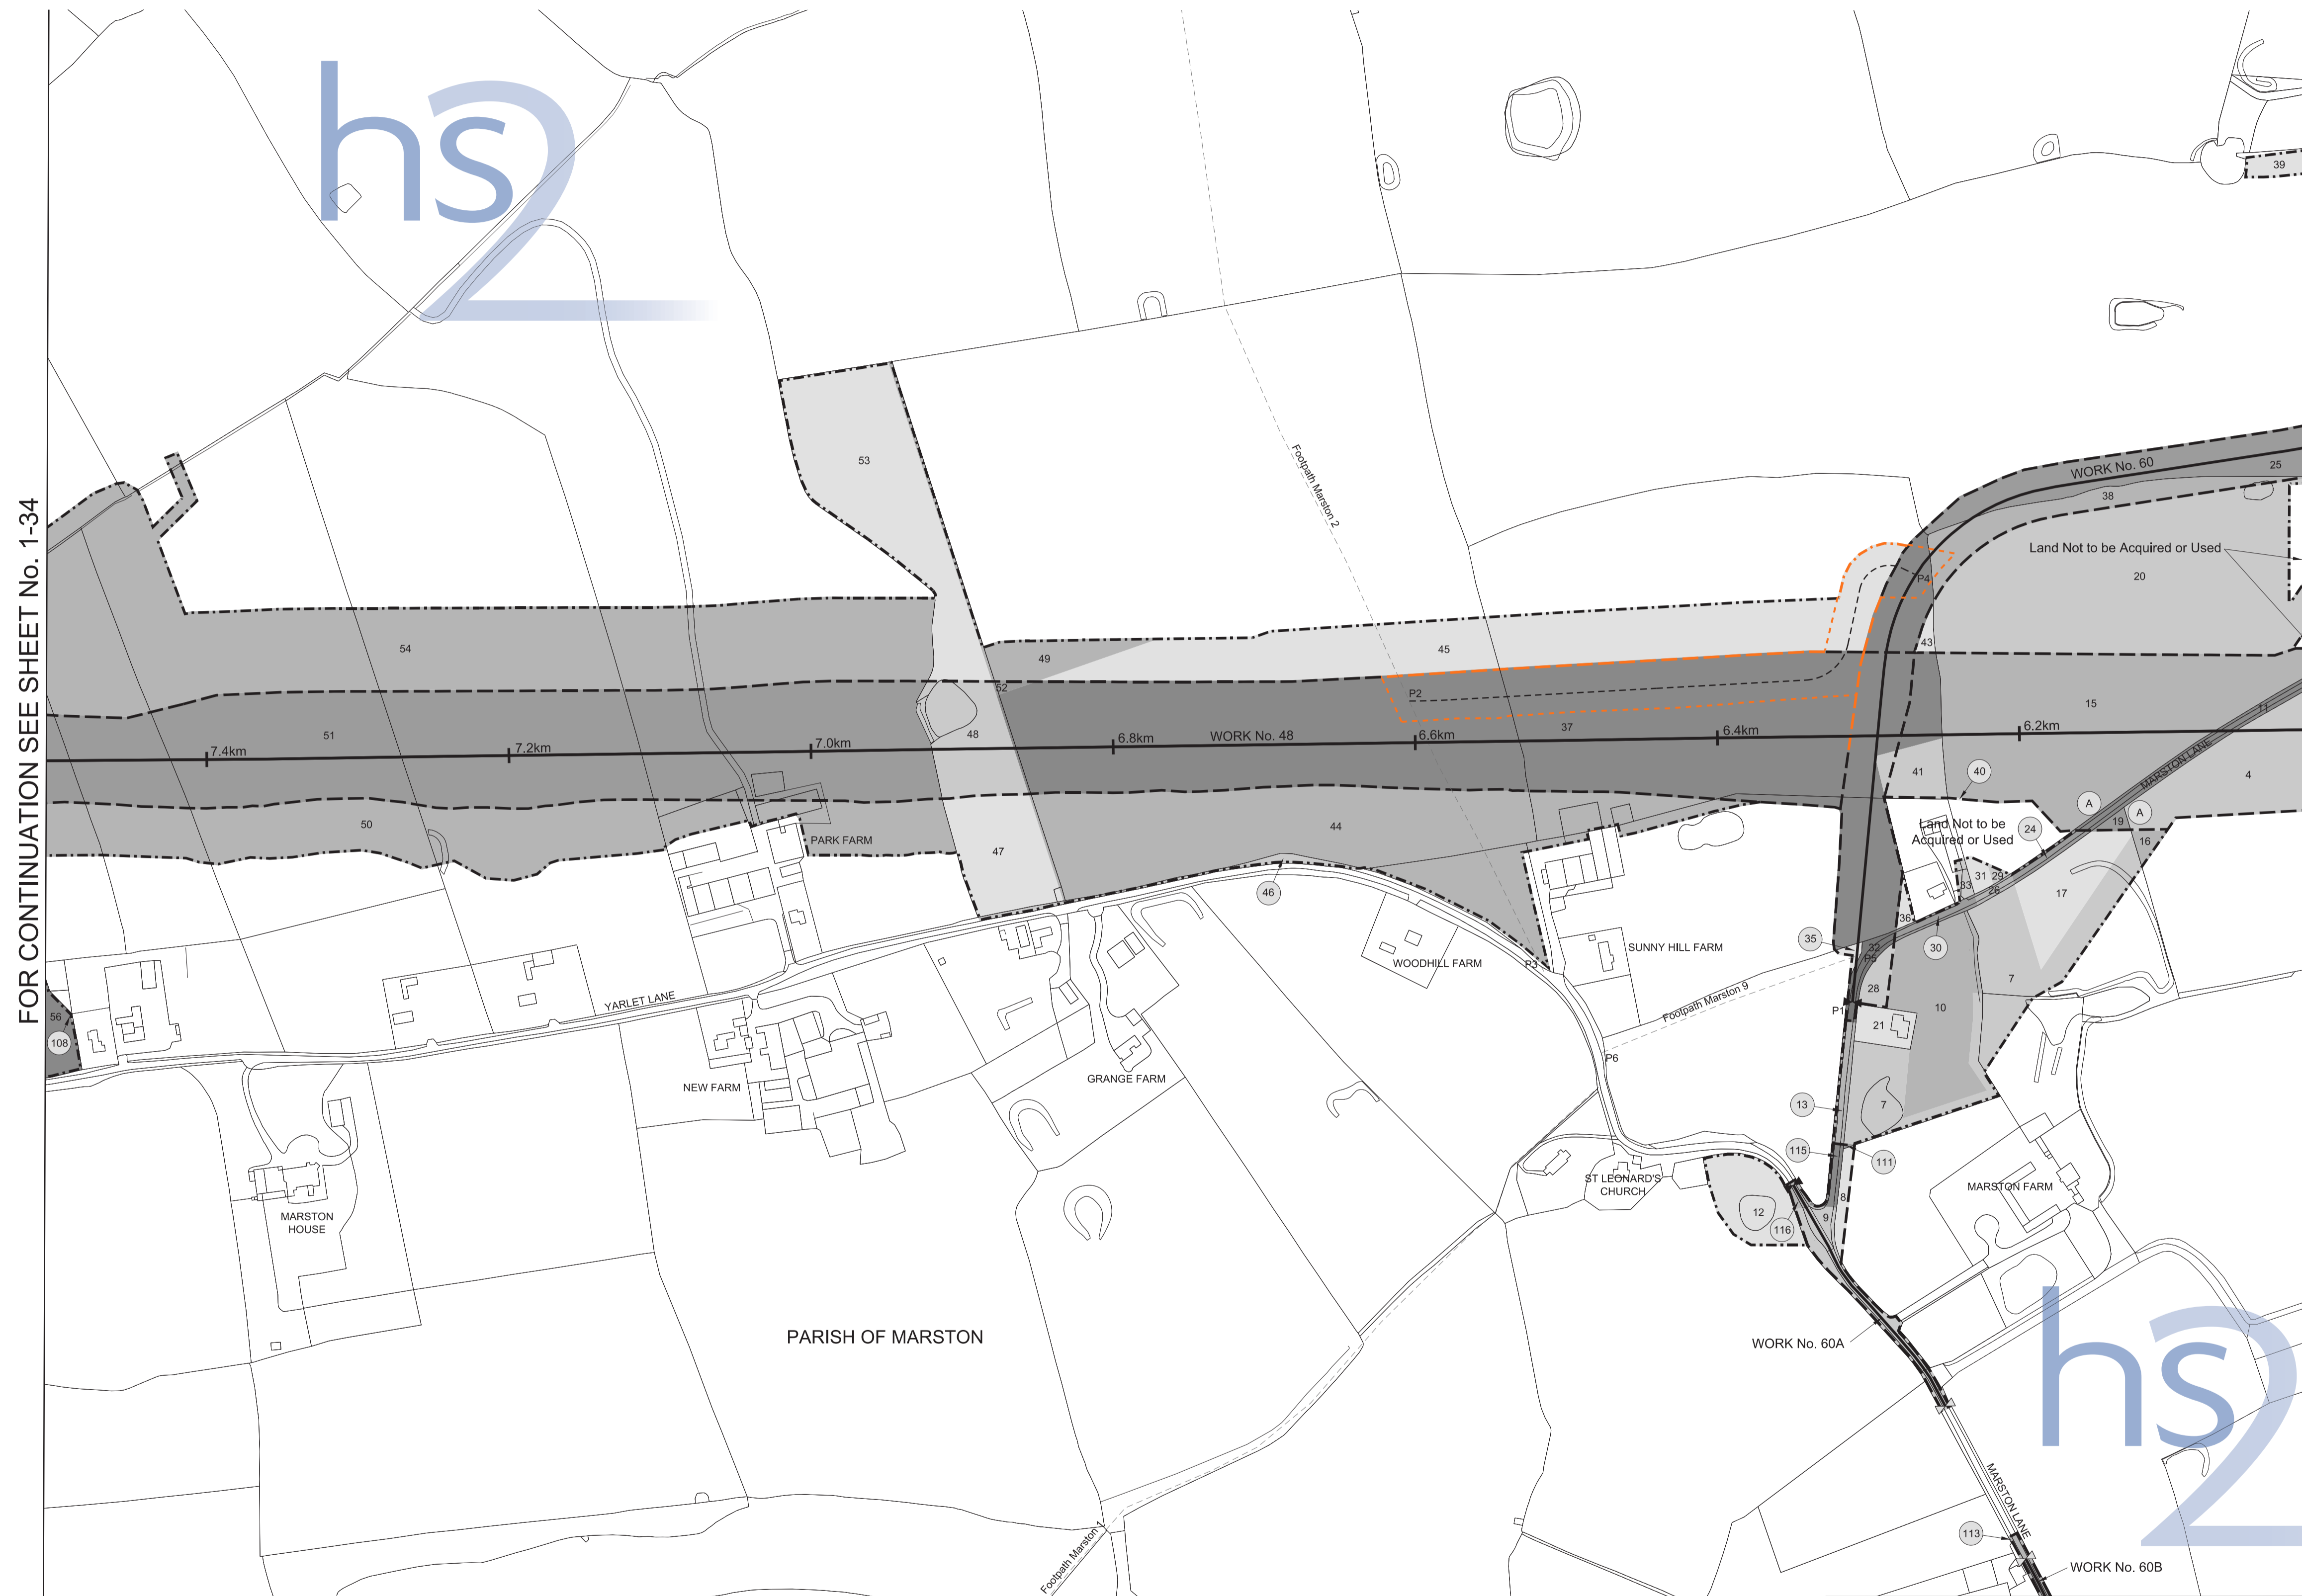 hs2
39
53
FOR CONTINUATION SEE SHEET No. 1-34
Footpath Marston 2
WORK No. 60
25
38
Land Not to be Acquired or Used
20
P4
54
49
45
43
52
P2
15
11
51
48
37
7.4km
7.2km
7.0km
6.8km
WORK No. 48
6.6km
6.4km
6.2km
MARSTON LANE
41
40
4
50
PARK FARM
44
A
A
Land Not to be
Acquired or Used
24
19
16
47
46
31
29
33
26
17
36
35
32
30
P5
SUNNY HILL FARM
WOODHILL FARM
P3
7
28
Footpath Marston 9
YARLET LANE
P1
10
56
21
108
P6
NEW FARM
GRANGE FARM
13
7
115
111
ST LEONARD'S
CHURCH
MARSTON FARM
8
12
9
116
MARSTON
HOUSE
PARISH OF MARSTON
WORK No. 60A
hs2
MARSTON LANE
Footpath Marston 1
113
WORK No. 60B